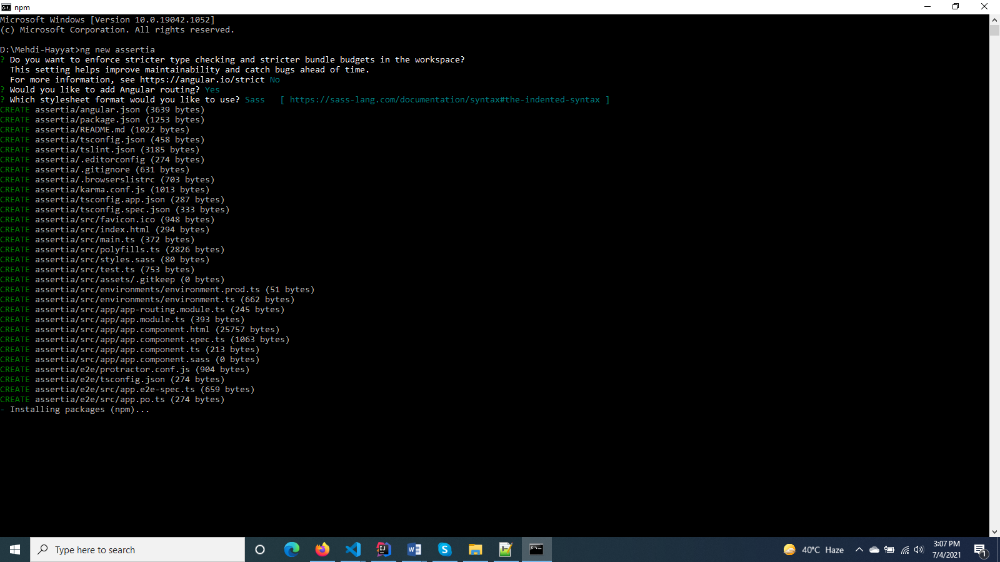 npm
Microsoft Windows [Version 10.0.19042.1052]
(c) Microsoft Corporation. All rights reserved.
D:\Mehdi-Hayyat>ng new assertia
? Do you want to enforce stricter type checking and stricter bundle budgets in the workspace?
This setting helps improve maintainability and catch bugs ahead of time.
For more information, see https://angular.io/strict No
? Would you like to add Angular routing? Yes
? Which stylesheet format would you like to use? Sass   [ https://sass-lang.com/documentation/syntax#the-indented-syntax ]
CREATE assertia/angular.json (3639 bytes)
CREATE assertia/package.json (1253 bytes)
CREATE assertia/README.md (1022 bytes)
CREATE assertia/tsconfig.json (458 bytes)
CREATE assertia/tslint.json (3185 bytes)
CREATE assertia/.editorconfig (274 bytes)
CREATE assertia/.gitignore (631 bytes)
CREATE assertia/.browserslistrc (703 bytes)
CREATE assertia/karma.conf.js (1013 bytes)
CREATE assertia/tsconfig.app.json (287 bytes)
CREATE assertia/tsconfig.spec.json (333 bytes)
CREATE assertia/src/favicon.ico (948 bytes)
CREATE assertia/src/index.html (294 bytes)
CREATE assertia/src/main.ts (372 bytes)
CREATE assertia/src/polyfills.ts (2826 bytes)
CREATE assertia/src/styles.sass (80 bytes)
CREATE assertia/src/test.ts (753 bytes)
CREATE assertia/src/assets/.gitkeep (0 bytes)
CREATE assertia/src/environments/environment.prod.ts (51 bytes)
CREATE assertia/src/environments/environment.ts (662 bytes)
CREATE assertia/src/app/app-routing.module.ts (245 bytes)
CREATE assertia/src/app/app.module.ts (393 bytes)
CREATE assertia/src/app/app.component.html (25757 bytes)
CREATE assertia/src/app/app.component.spec.ts (1063 bytes)
CREATE assertia/src/app/app.component.ts (213 bytes)
CREATE assertia/src/app/app.component.sass (0 bytes)
CREATE assertia/e2e/protractor.conf.js (904 bytes)
CREATE assertia/e2e/tsconfig.json (274 bytes)
CREATE assertia/e2e/src/app.e2e-spec.ts (659 bytes)
CREATE assertia/e2e/src/app.po.ts (274 bytes)
- Installing packages (npm)...
Type here to search
40°C Haze
3:07 PM
7/4/2021
1